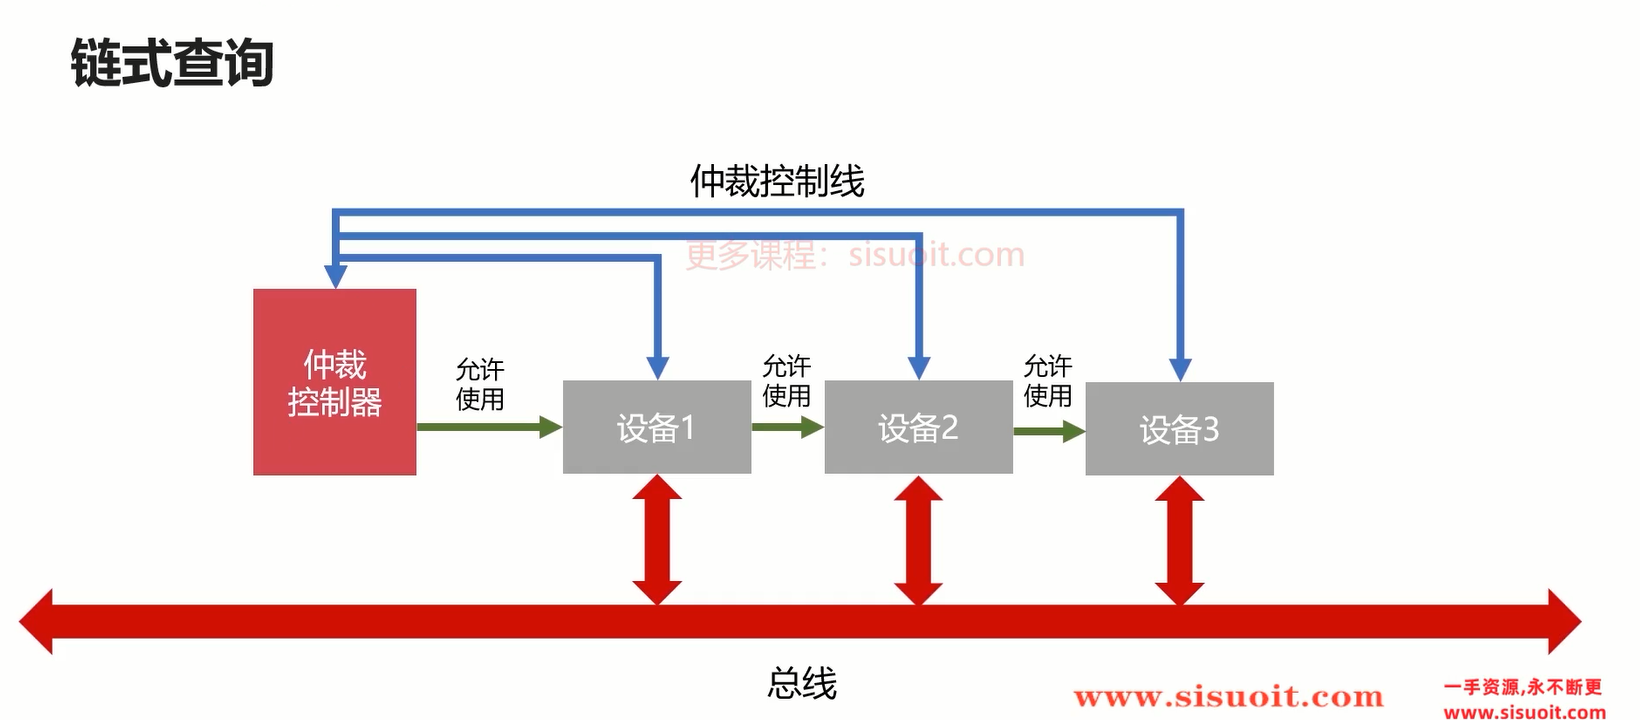 链式查询
仲裁控制线
更多课程：sisuoit.com
仲裁
控制器
允许
使用
设备1
允许
使用
设备2
允许
使用
设备3
总线
www.sisuoit.com
一手资源,永不断更
www.sisuoit.com